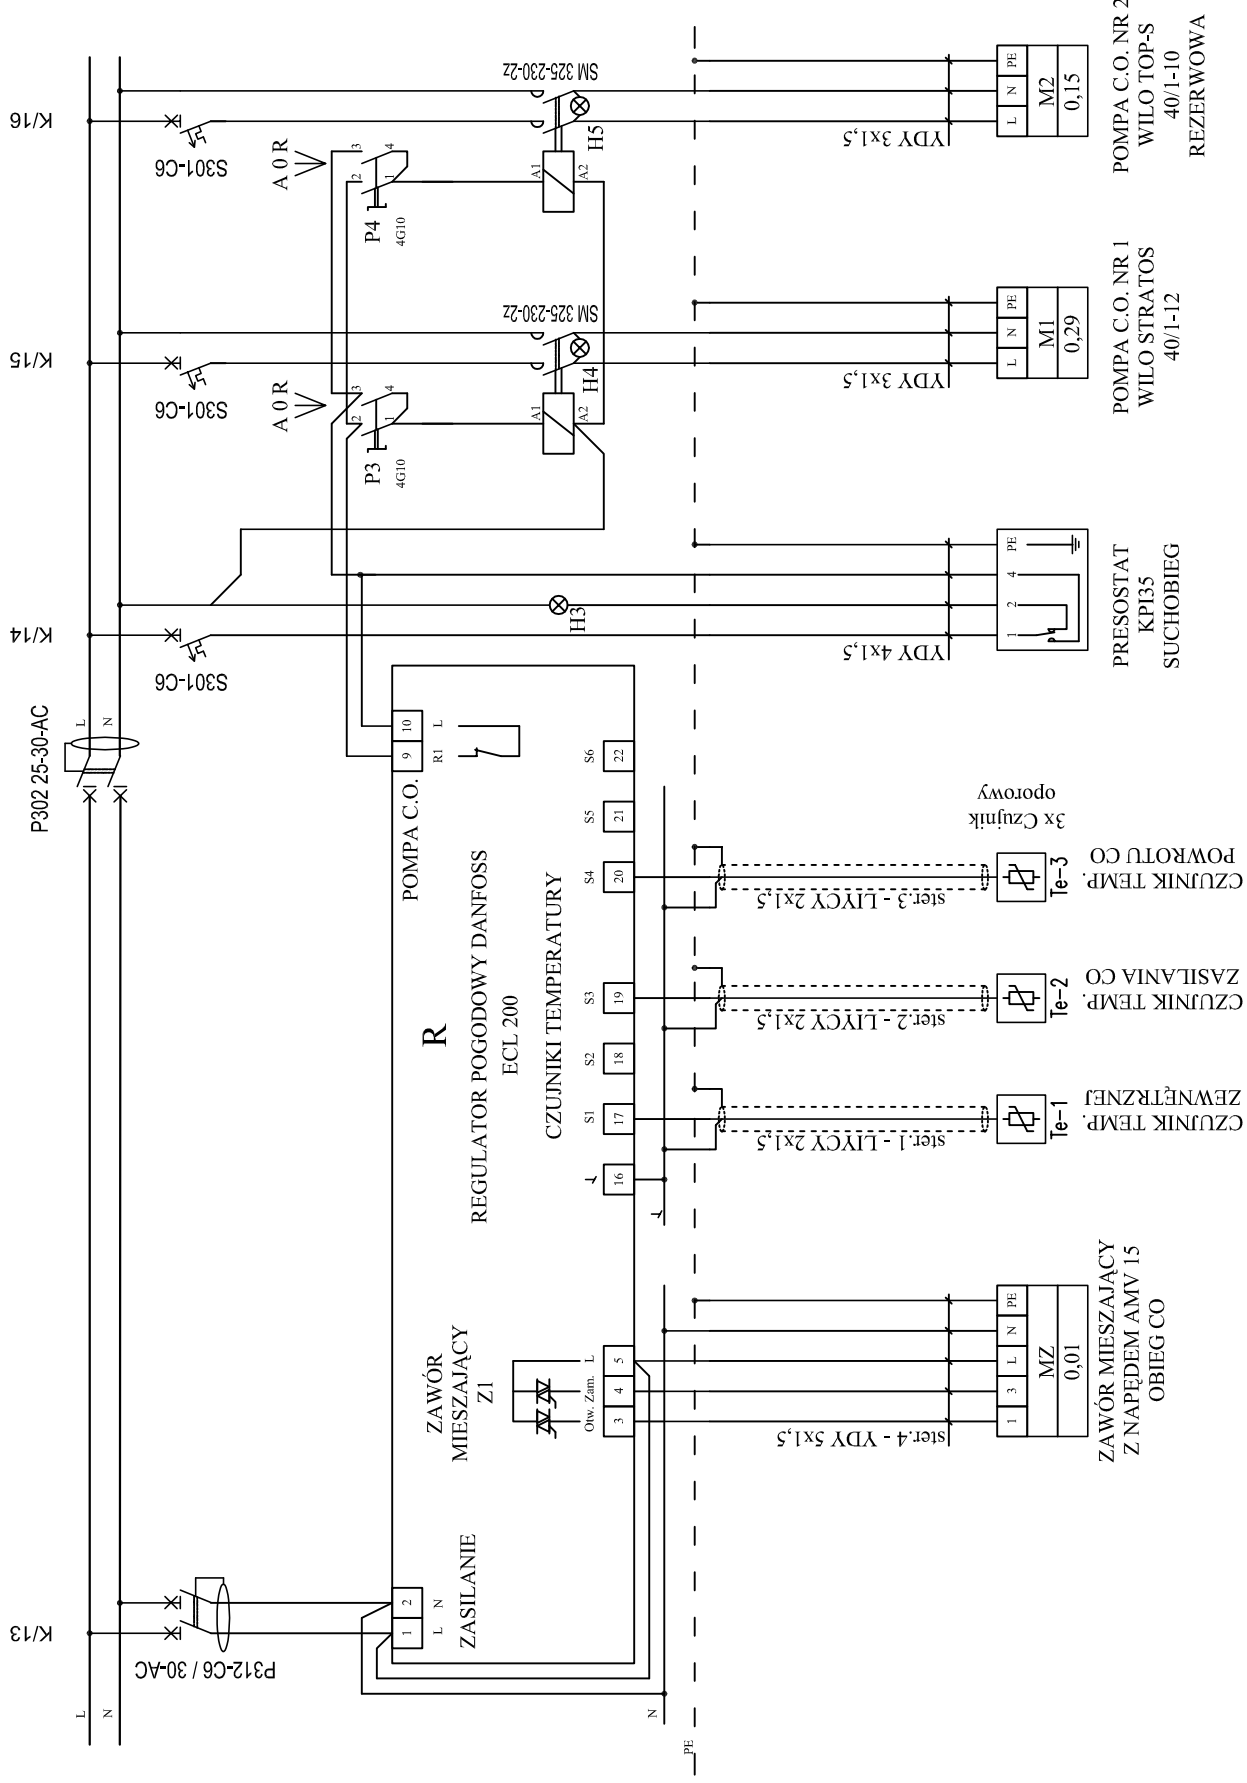 K/13
K/14
K/15
K/16
L
N
P312-C6 / 30-AC
P302 25-30-AC
L
N
S301-C6
S301-C6
S301-C6
A 0 R
A 0 R
P3
4G10
1
2
3
4
P4
4G10
1
2
3
4
A1
A2
A1
A2
SM 325-230-2z
SM 325-230-2z
H3
H4
H5
1
2
L
N
ZASILANIE
ZAWÓR
MIESZAJĄCY
Z1
Otw.
Zam.
L
3
4
5
R
REGULATOR POGODOWY DANFOSS
ECL 200
CZUJNIKI TEMPERATURY
POMPA C.O.
9
10
R1
L
S1
S2
S3
S4
S5
S6
16
17
18
19
20
21
22
N
PE
ster.4 - YDY 5x1,5
ster.1 - LIYCY 2x1,5
ster.2 - LIYCY 2x1,5
ster.3 - LIYCY 2x1,5
YDY 4x1,5
YDY 3x1,5
YDY 3x1,5
1
3
L
N
PE
MZ
0,01
ZAWÓR MIESZAJĄCY
Z NAPĘDEM AMV 15
OBIEG CO
Te-1
CZUJNIK TEMP.
ZEWNĘTRZNEJ
Te-2
CZUJNIK TEMP.
ZASILANIA CO
Te-3
CZUJNIK TEMP.
POWROTU CO
3x Czujnik
oporowy
1
2
4
PE
PRESOSTAT
KPI35
SUCHOBIEG
L
N
PE
M1
0,29
POMPA C.O. NR 1
WILO STRATOS
40/1-12
L
N
PE
M2
0,15
POMPA C.O. NR 2
WILO TOP-S
40/1-10
REZERWOWA